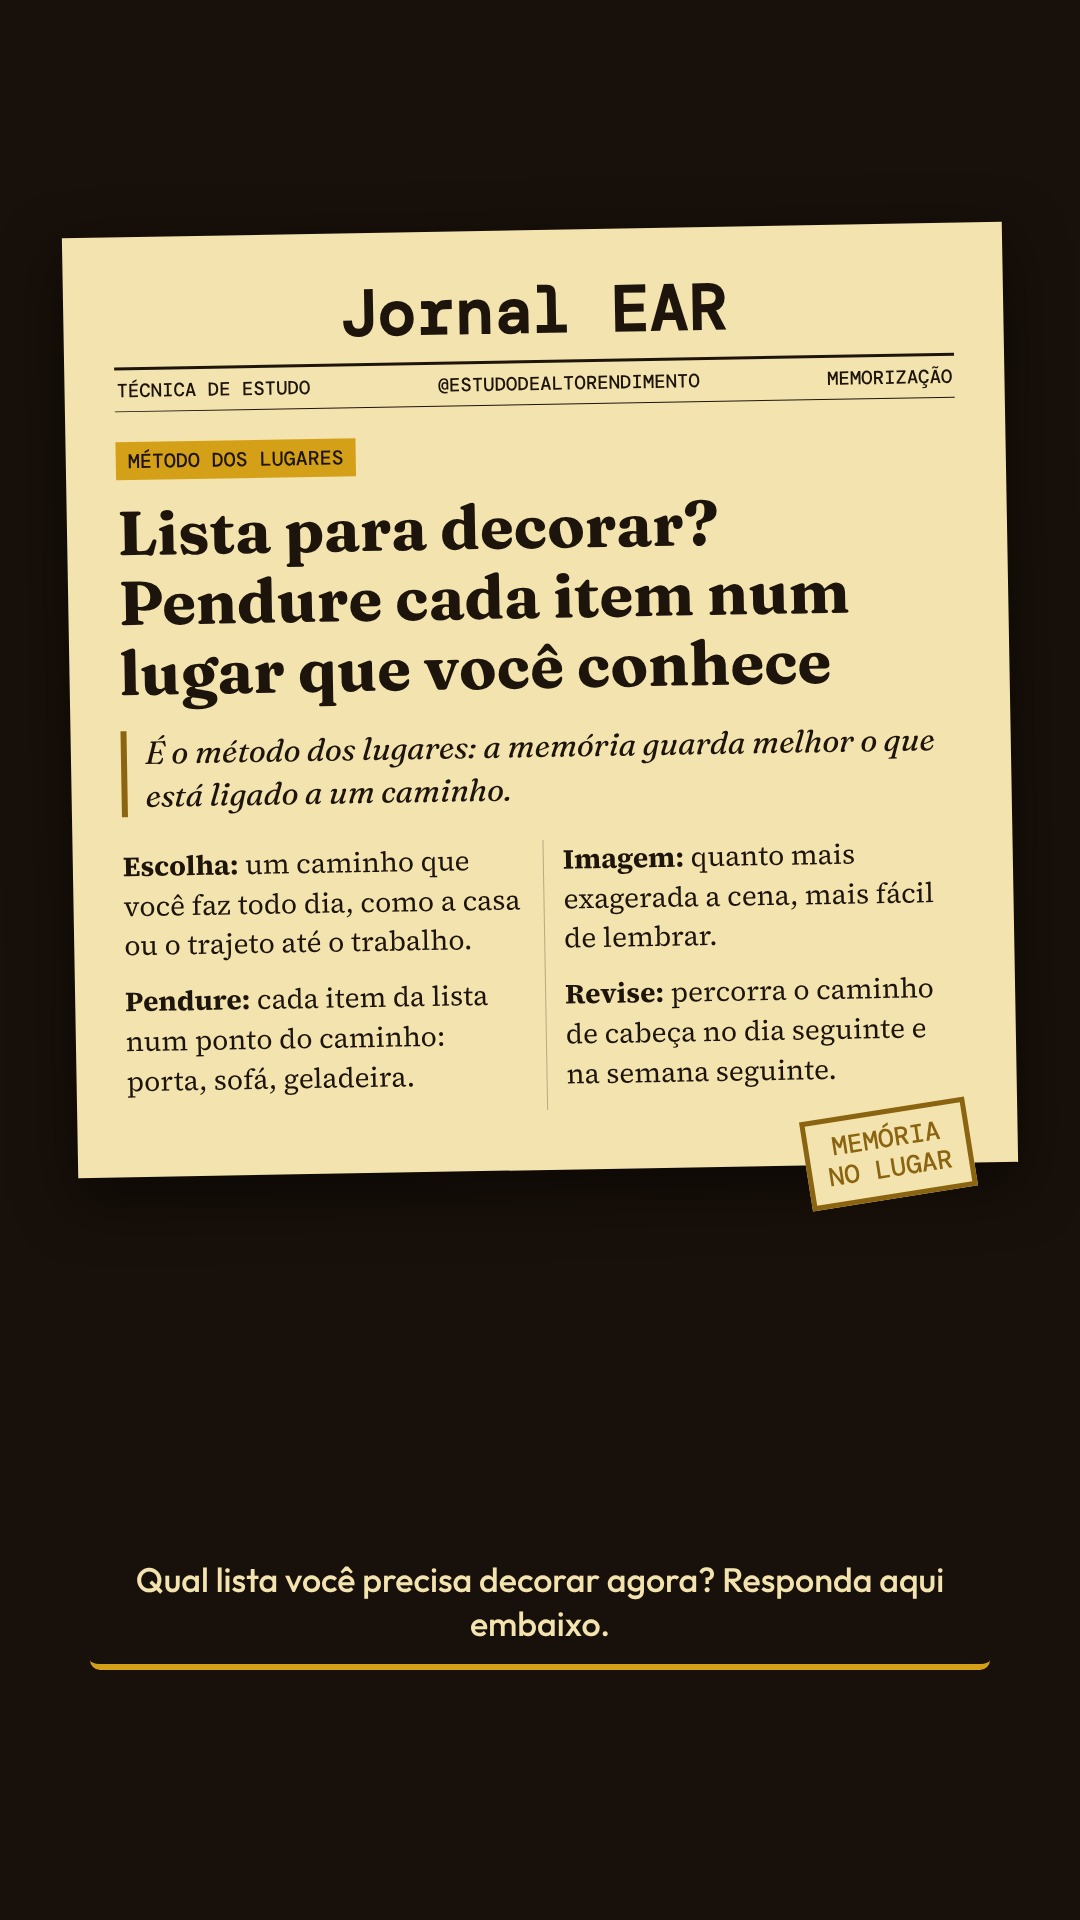 Jornal EAR
TÉCNICA DE ESTUDO
@ESTUDODEALTORENDIMENTO
MEMORIZAÇÃO
MÉTODO DOS LUGARES
Lista para decorar?
Pendure cada item num
lugar que você conhece
É o método dos lugares: a memória guarda melhor o que
está ligado a um caminho.
Escolha: um caminho que
você faz todo dia, como a casa
ou o trajeto até o trabalho.
Pendure: cada item da lista
num ponto do caminho:
porta, sofá, geladeira.
Imagem: quanto mais
exagerada a cena, mais fácil
de lembrar.
Revise: percorra o caminho
de cabeça no dia seguinte e
na semana seguinte.
MEMÓRIA
NO LUGAR
Qual lista você precisa decorar agora? Responda aqui
embaixo.